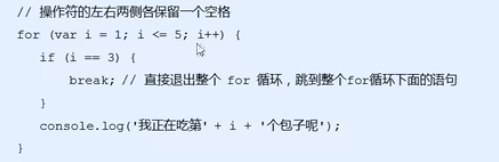 // 操作符的左右两侧各保留一个空格
for (var i = 1; i <= 5; i++) {
if (i == 3) {
break; // 直接退出整个 for 循环，跳到整个for循环下面的语句
}
console.log('我正在吃第' + i + '个包子呢');
}